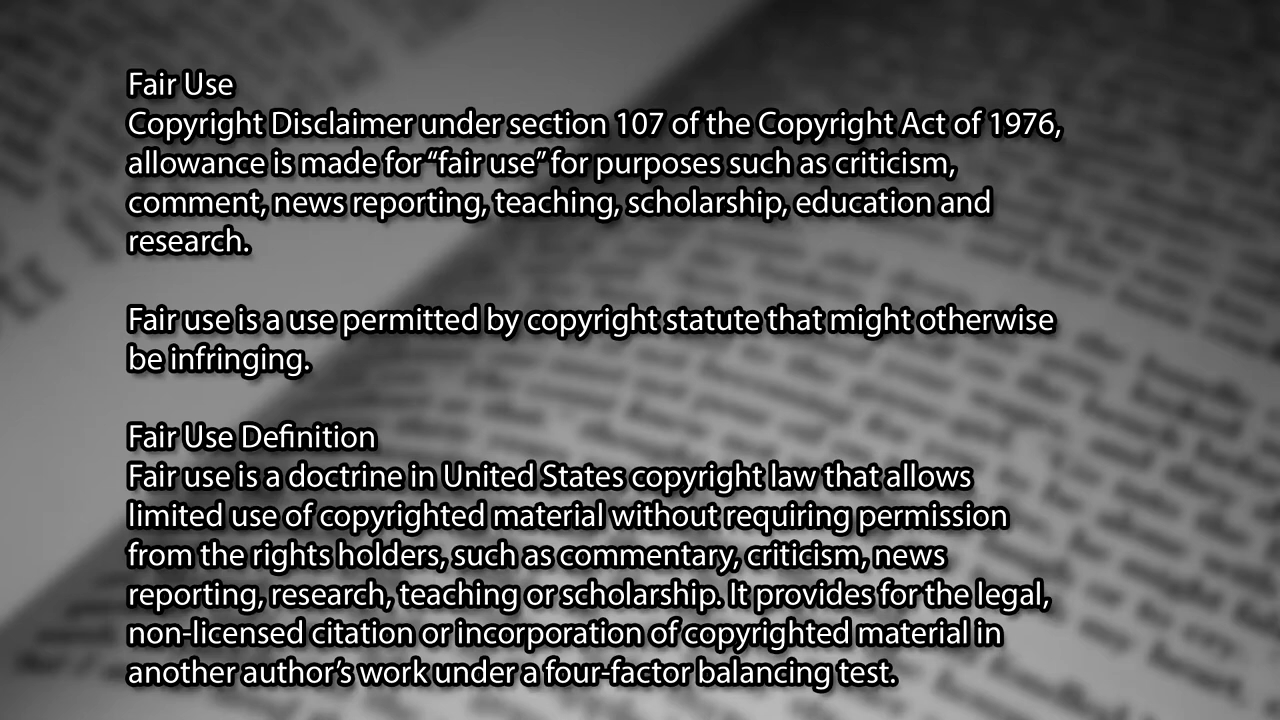 Fair Use
Copyright Disclaimer under section 107 of the Copyright Act of 1976,
allowance is made for “fair use” for purposes such as criticism,
comment, news reporting, teaching, scholarship, education and
research.
Fair use is a use permitted by copyright statute that might otherwise
be infringing.
Fair Use Definition
Fair use is a doctrine in United States copyright law that allows
limited use of copyrighted material without requiring permission
from the rights holders, such as commentary, criticism, news
reporting, research, teaching or scholarship. It provides for the legal,
non-licensed citation or incorporation of copyrighted material in
another author’s work under a four-factor balancing test.